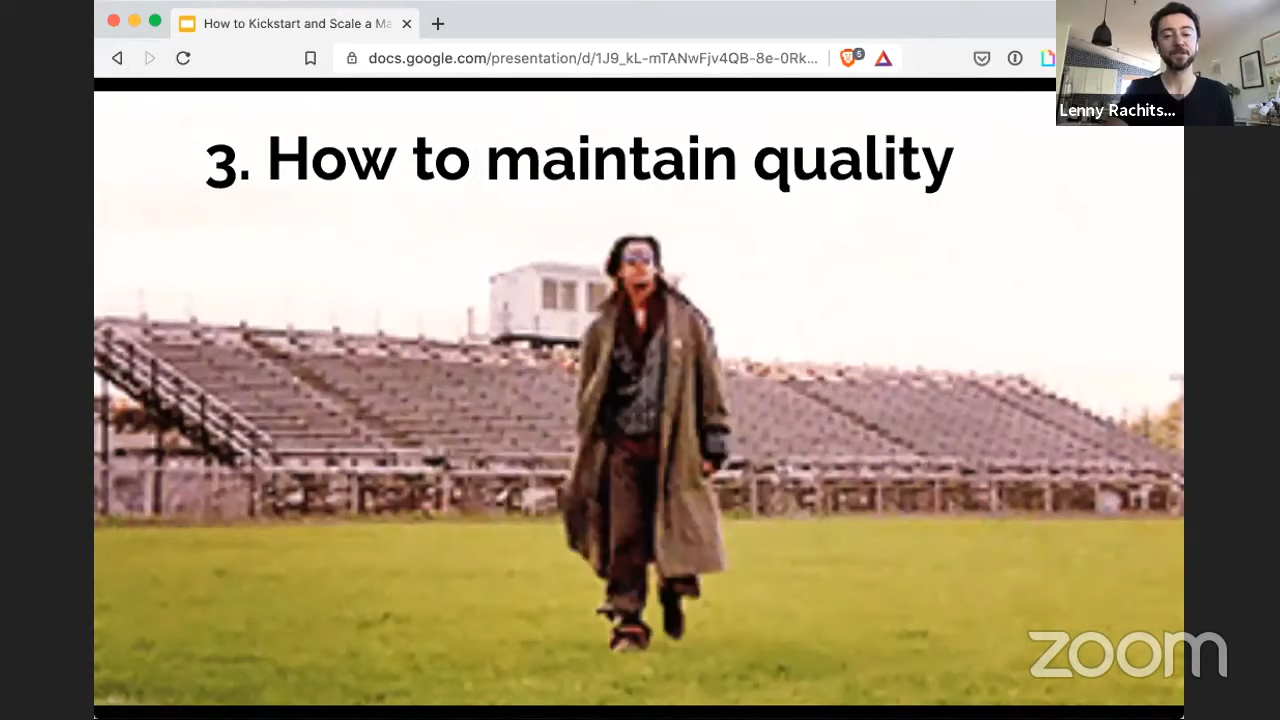 How to Kickstart and Scale a Ma
docs.google.com/presentation/d/1J9_kL-mTANwFjv4QB-8e-0Rk...
5
Lenny Rachits...
3. How to maintain quality
zoom